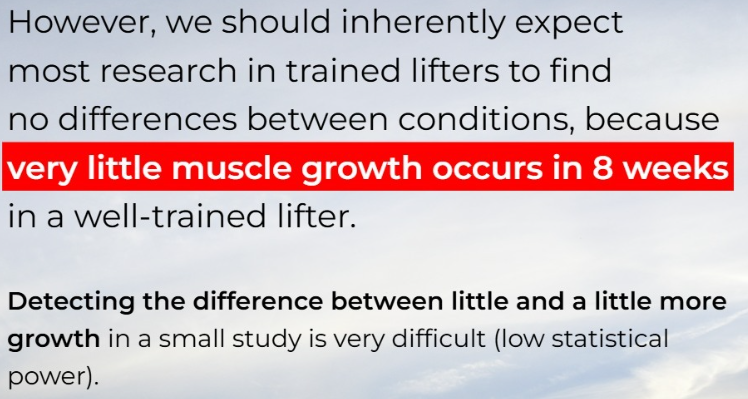 However, we should inherently expect
most research in trained lifters to find
no differences between conditions, because
very little muscle growth occurs in 8 weeks
in a well-trained lifter.
Detecting the difference between little and a little more
growth in a small study is very difficult (low statistical
power).